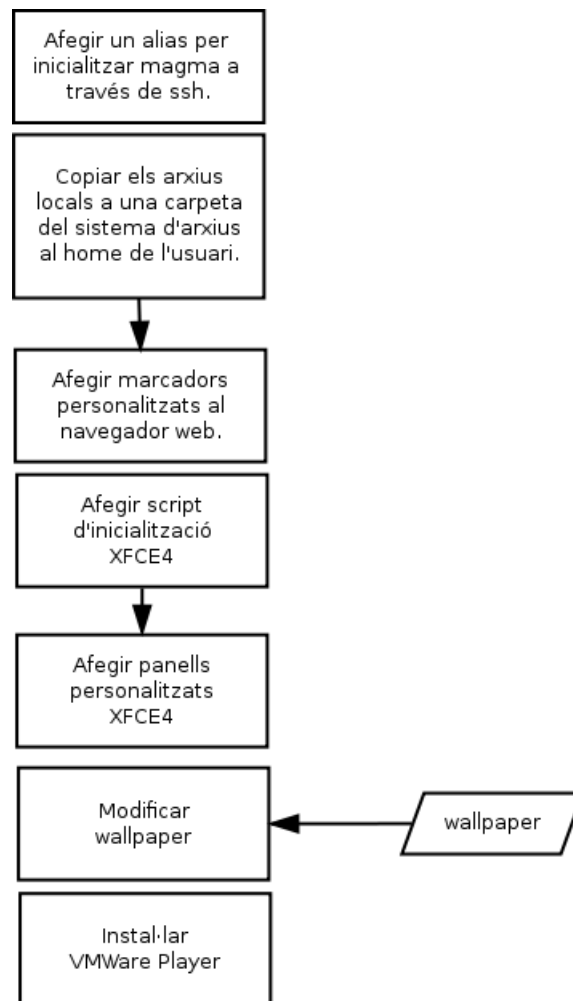 Afegir un alias per
inicialitzar magma a
través de ssh.
Copiar els arxius
locals a una carpeta
del sistema d'arxius
al home de l'usuari.
Afegir marcadors
personalitzats al
navegador web.
Afegir script
d'inicialització
XFCE4
Afegir panells
personalitzats
XFCE4
Modificar
wallpaper
wallpaper
Instal·lar
VMWare Player